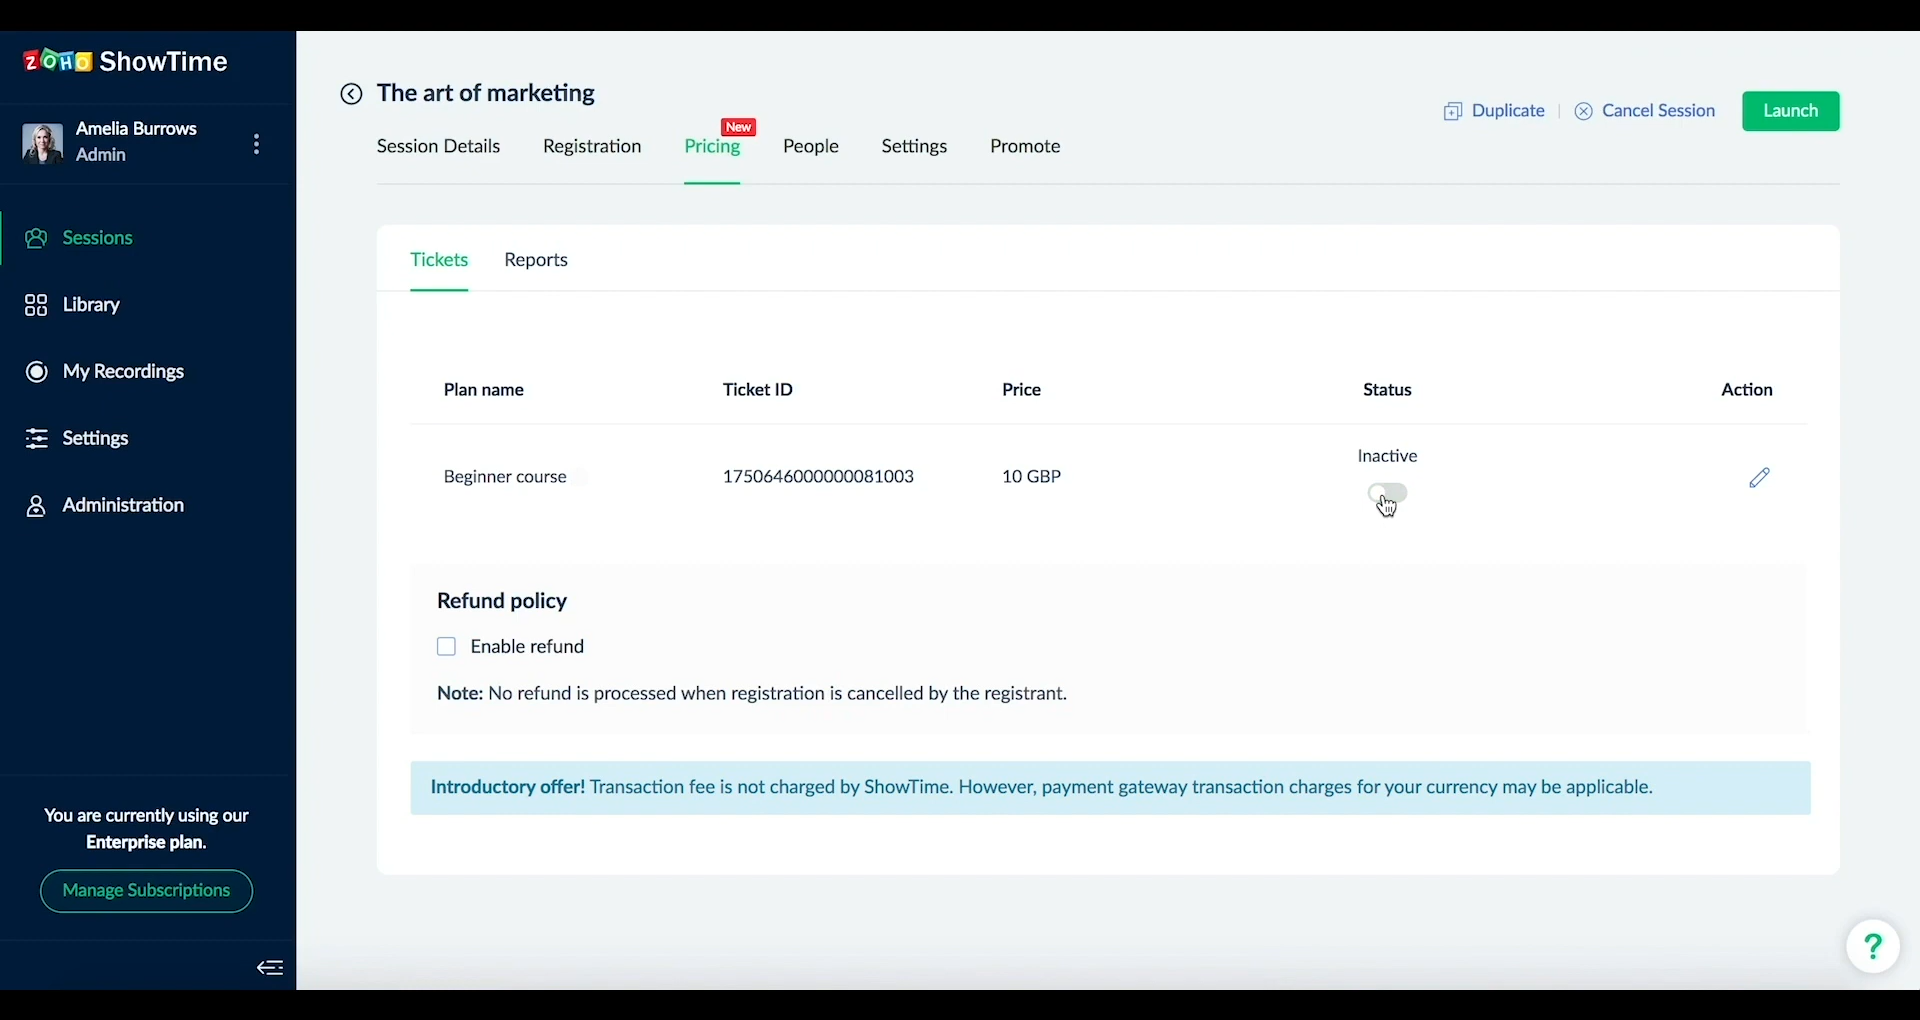 ZOHO ShowTime
Amelia Burrows
Admin
Sessions
Library
My Recordings
Settings
Administration
You are currently using our
Enterprise plan.
Manage Subscriptions
The art of marketing
Duplicate
Cancel Session
Launch
New
Session Details
Registration
Pricing
People
Settings
Promote
Tickets
Reports
Plan name
Ticket ID
Price
Status
Action
Beginner course
1750646000000081003
10 GBP
Inactive
Refund policy
Enable refund
Note: No refund is processed when registration is cancelled by the registrant.
Introductory offer! Transaction fee is not charged by ShowTime. However, payment gateway transaction charges for your currency may be applicable.
?